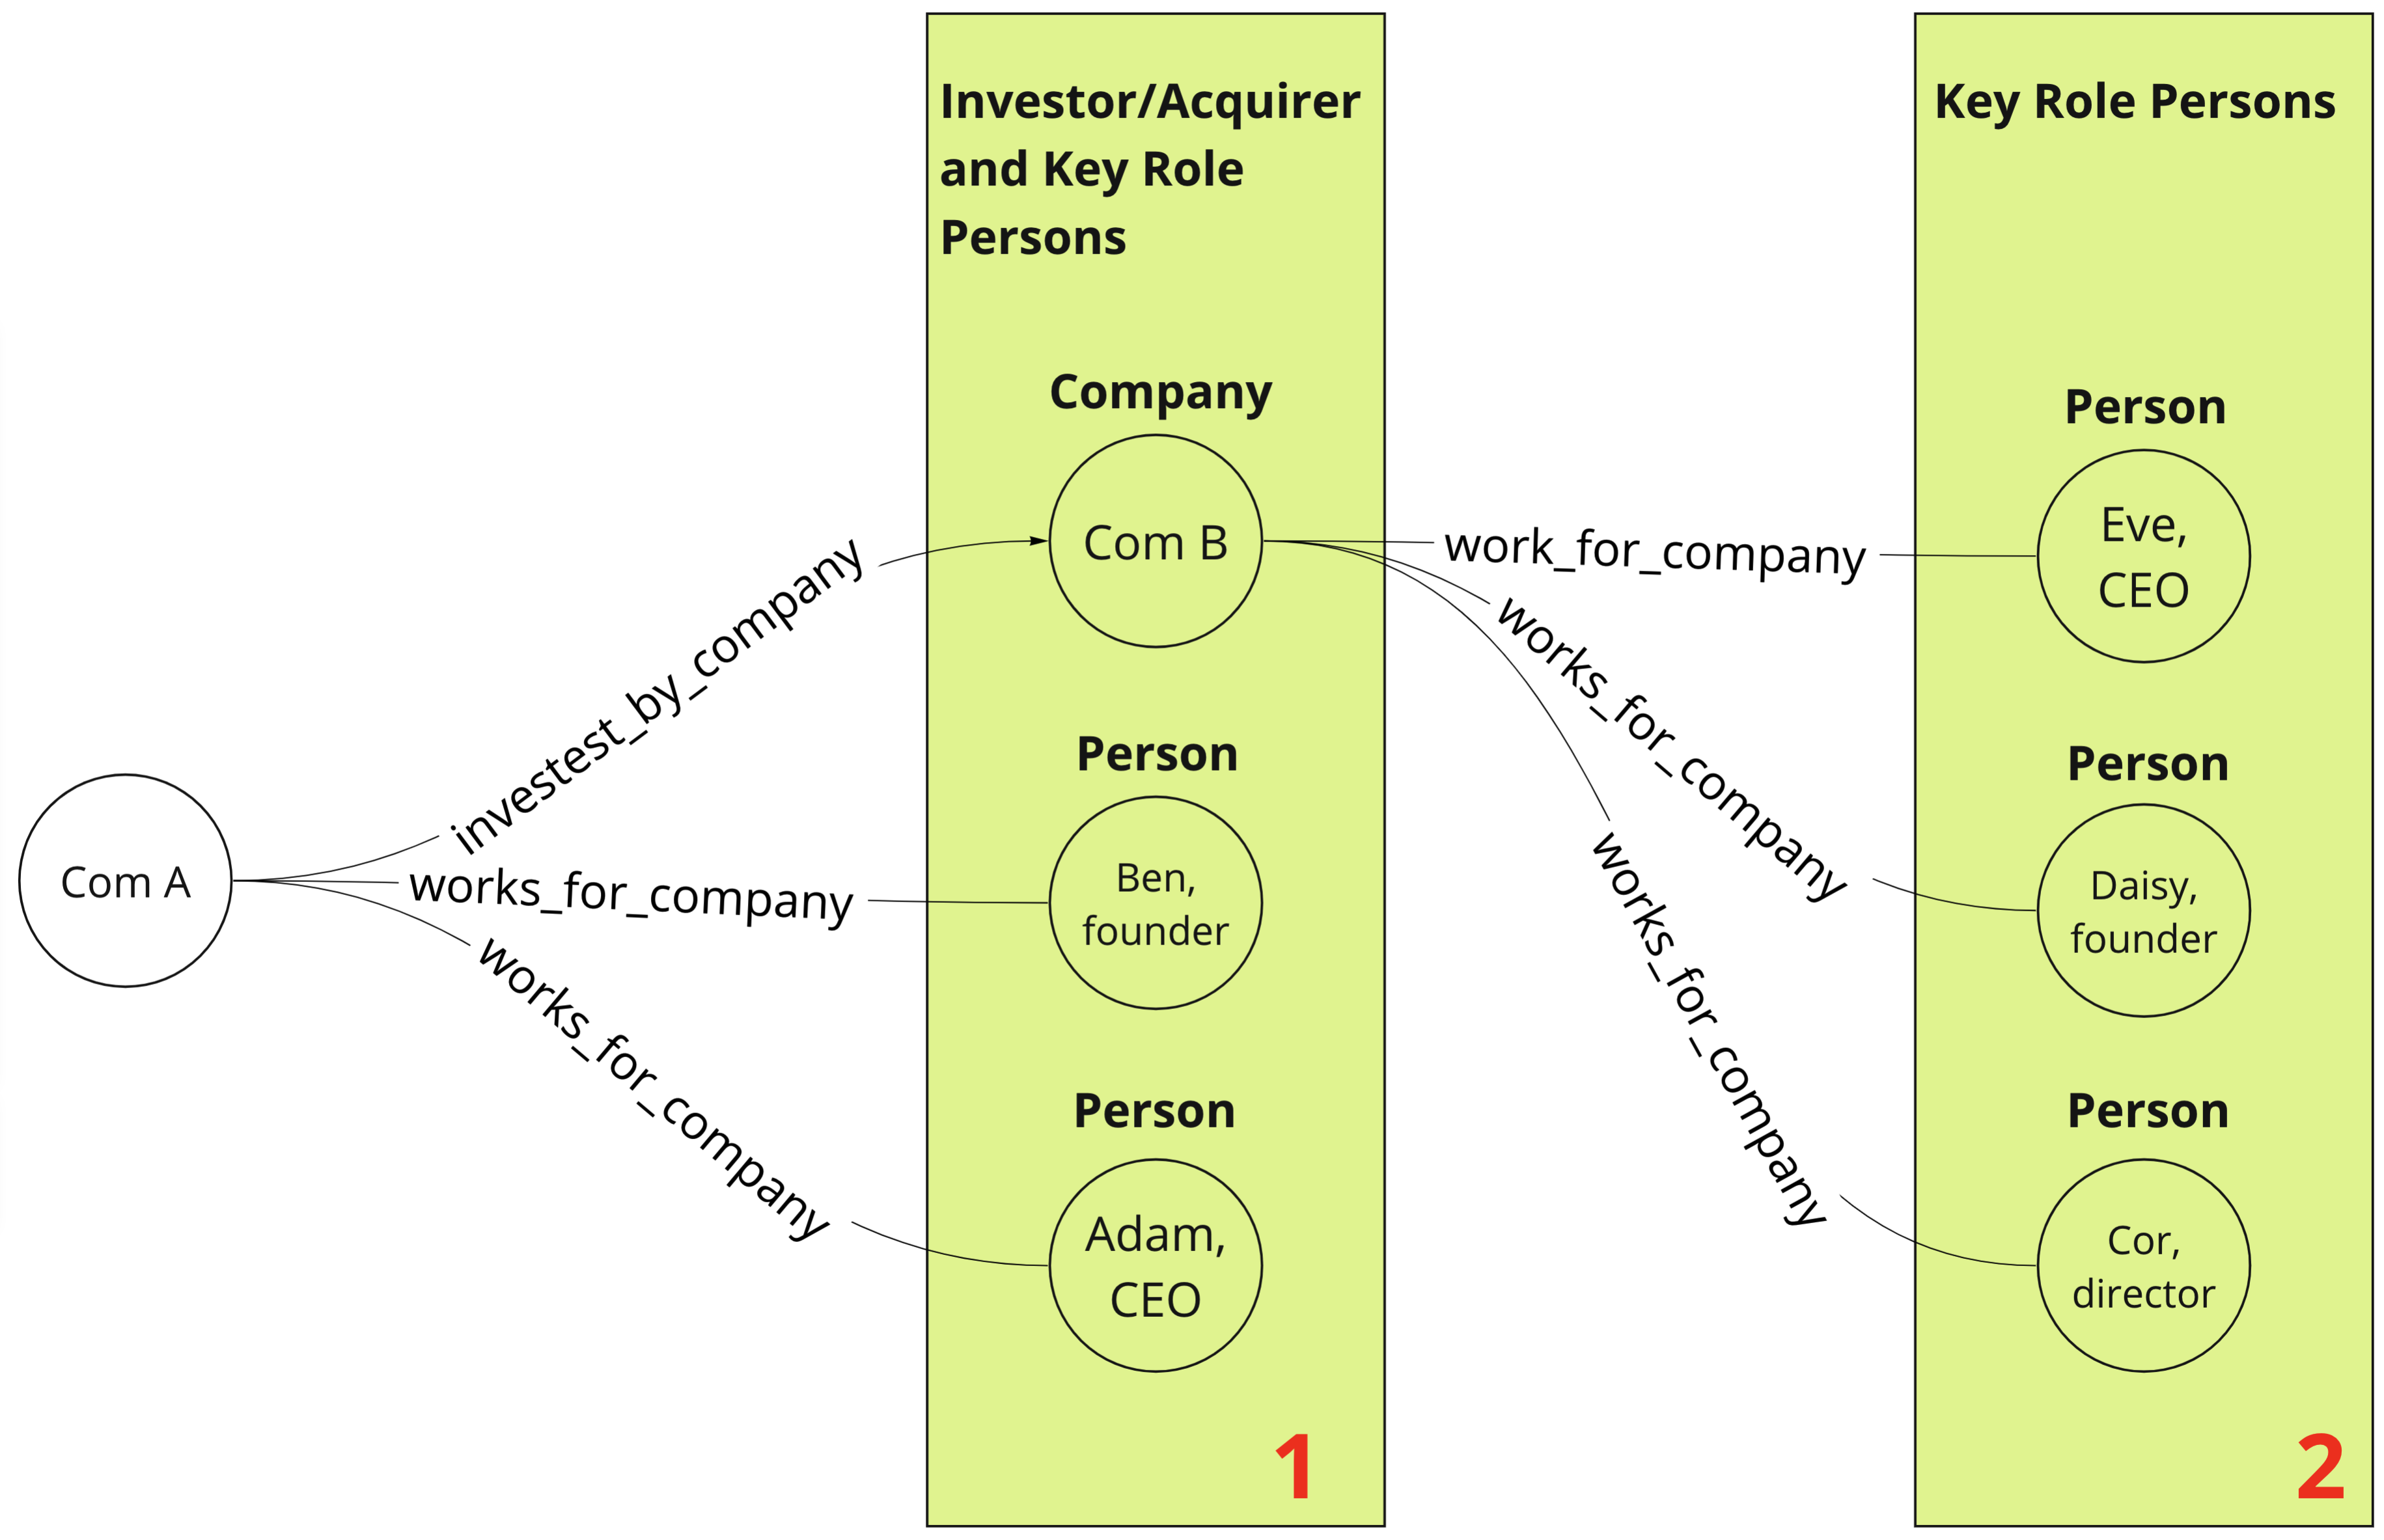 Investor/Acquirer
and Key Role
Persons
Key Role Persons
Company
Com B
Person
Eve,
CEO
investest_by_company
work_for_company
works_for_company
works_for_company
Com A
works_for_company
works_for_company
Person
Ben,
founder
Person
Daisy,
founder
Person
Adam,
CEO
Person
Cor,
director
1
2